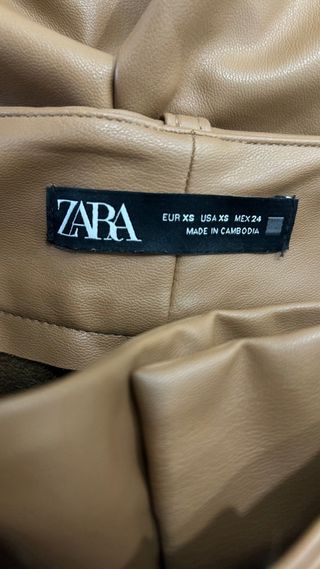 ZARA
EUR XS USA XS MEX 24
MADE IN CAMBODIA